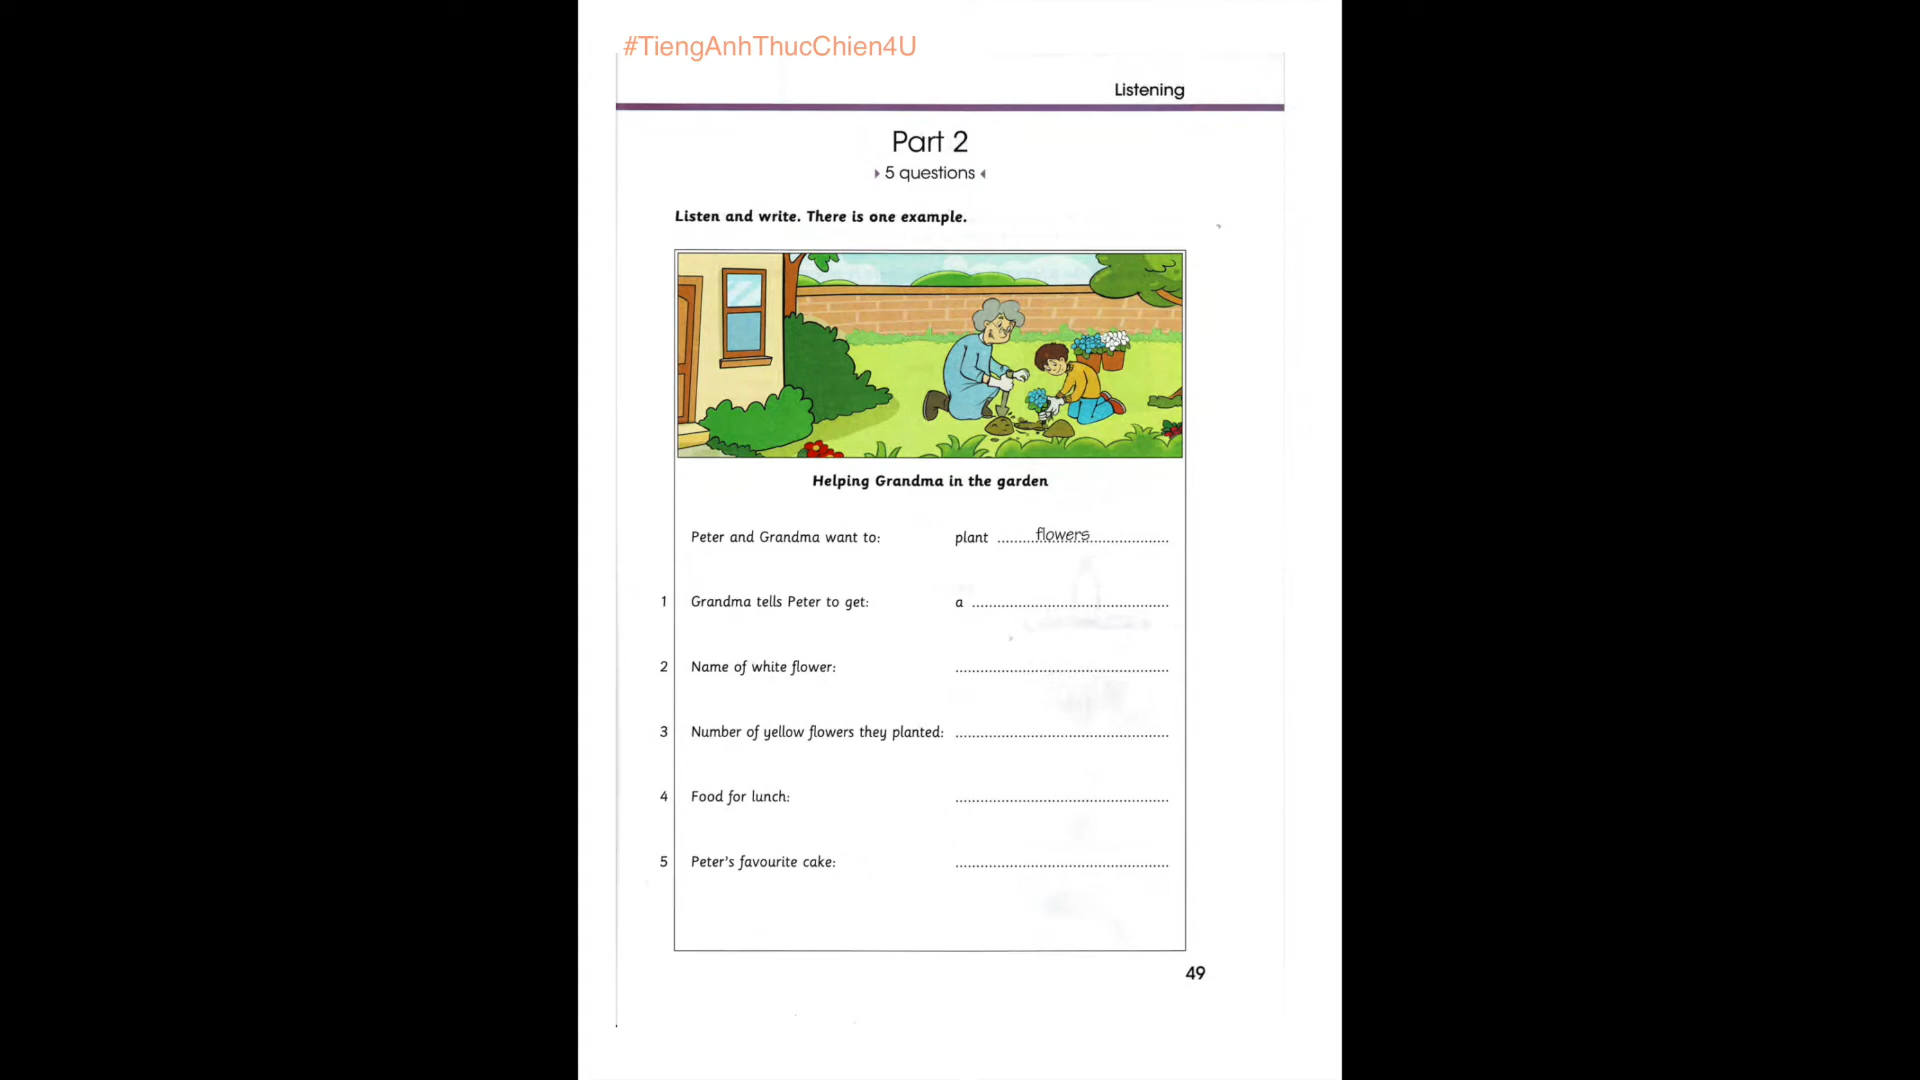 #TiengAnhThucChien4U
Listening
Part 2
5 questions
Listen and write. There is one example.
Helping Grandma in the garden
Peter and Grandma want to: plant flowers
1 Grandma tells Peter to get: a
2 Name of white flower:
3 Number of yellow flowers they planted:
4 Food for lunch:
5 Peter's favourite cake:
49